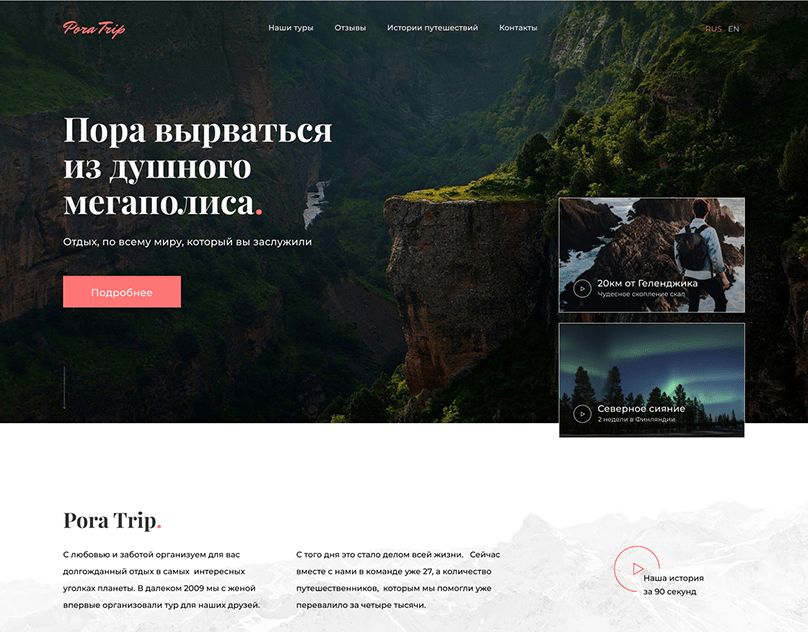 Pora Trip
Наши туры
Отзывы
Истории путешествий
Контакты
RUS
EN
Пора вырваться
из душного
мегаполиса.
Отдых, по всему миру, который вы заслужили
Подробнее
20км от Геленджика
Чудесное скопление скал
Северное сияние
2 недели в Финляндии
Pora Trip.
С любовью и заботой организуем для вас
долгожданный отдых в самых интересных
уголках планеты. В далеком 2009 мы с женой
впервые организовали тур для наших друзей.
С того дня это стало делом всей жизни. Сейчас
вместе с нами в команде уже 27, а количество
путешественников, которым мы помогли уже
перевалило за четыре тысячи.
Наша история
за 90 секунд